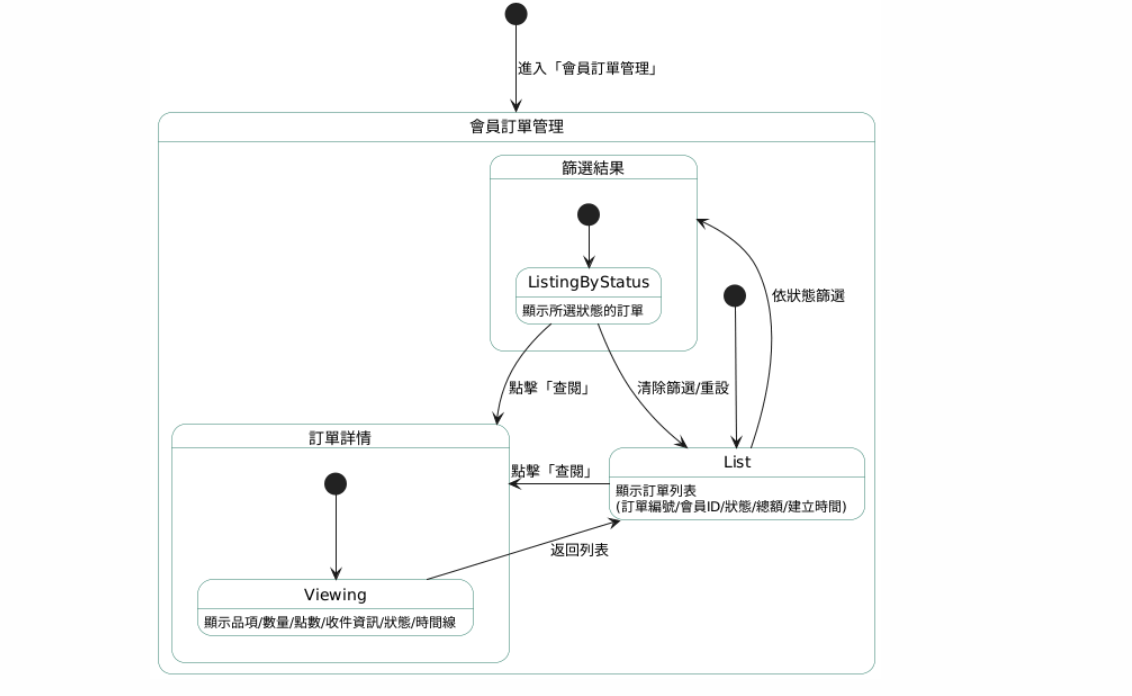 進入「會員訂單管理」
會員訂單管理
篩選結果
ListingByStatus
顯示所選狀態的訂單
依狀態篩選
點擊「查閱」
清除篩選/重設
訂單詳情
點擊「查閱」
List
顯示訂單列表
(訂單編號/會員ID/狀態/總額/建立時間)
返回列表
Viewing
顯示品項/數量/點數/收件資訊/狀態/時間線